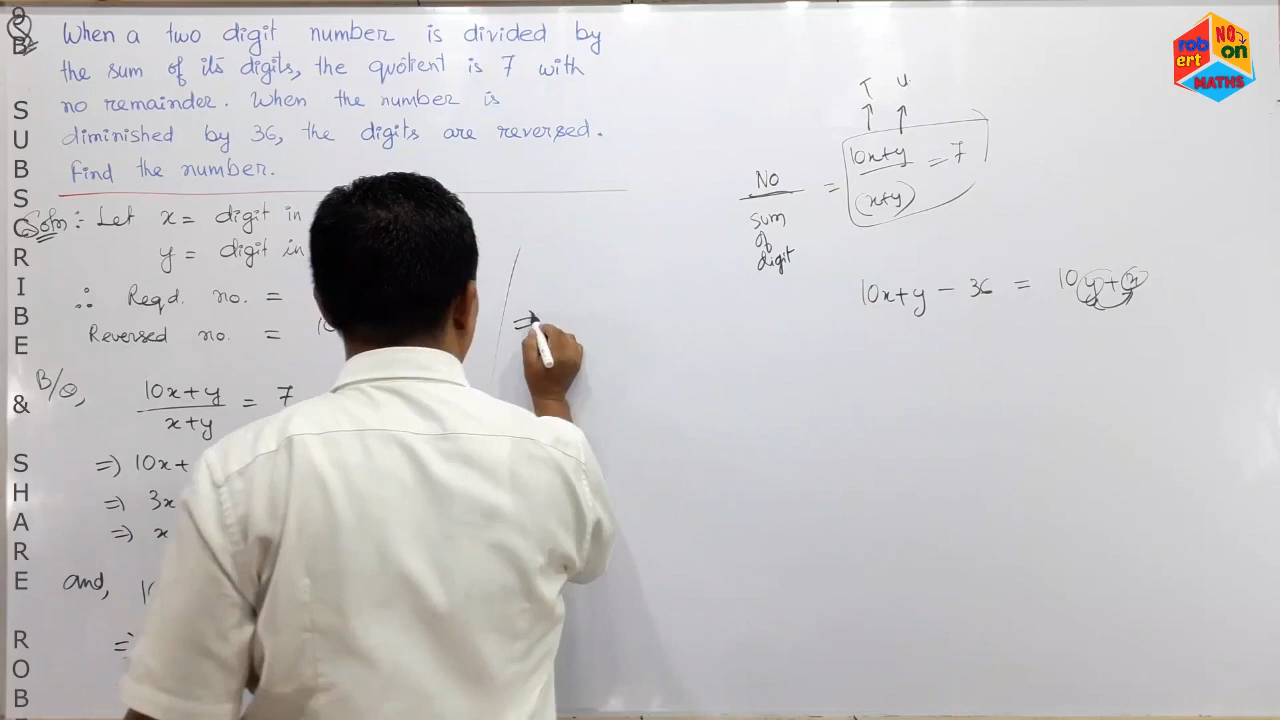 Q
When a two digit number is divided by
the sum of its digits, the quotient is 7 with
no remainder. When the number is
diminished by 36, the digits are reversed.
Find the number.
Soln:- Let x = digit in
y = digit in
∴ Reqd. no. =
Reversed no. =
B/Q, 10x+y / x+y = 7
⇒ 10x+
⇒ 3x
⇒ x
and,
⇒
⇒
T U
No / sum of digit = 10x+y / (x+y) = 7
10x+y - 36 = 10y+x
robert
NO on
MATHS
SUBSCRIBE & SHARE ROB